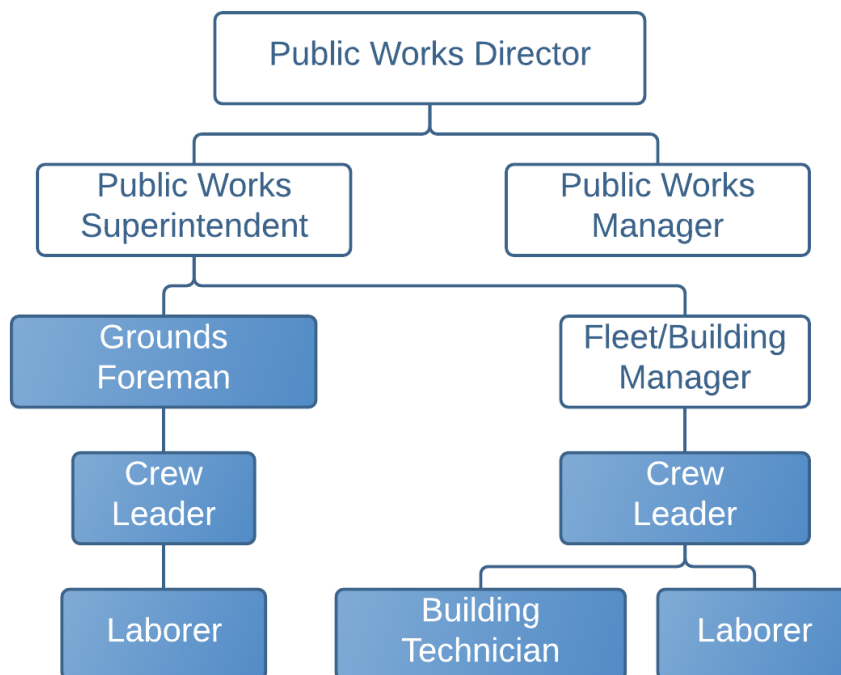 Public Works Director
Public Works
Superintendent
Public Works
Manager
Grounds
Foreman
Fleet/Building
Manager
Crew
Leader
Crew
Leader
Laborer
Building
Technician
Laborer